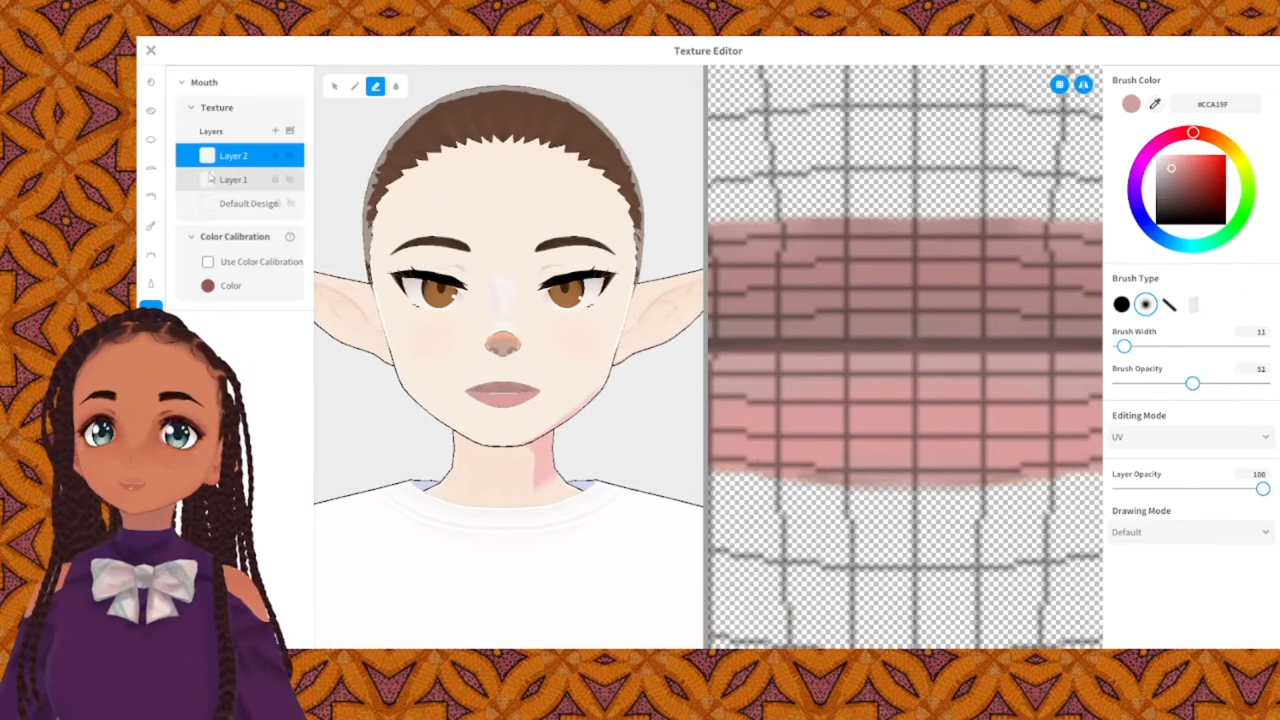 Texture Editor
Mouth
Texture
Layers
Layer 2
Layer 1
Default Design
Color Calibration
Use Color Calibration
Color
Brush Color
#CCA19F
Brush Type
Brush Width
11
Brush Opacity
51
Editing Mode
UV
Layer Opacity
100
Drawing Mode
Default